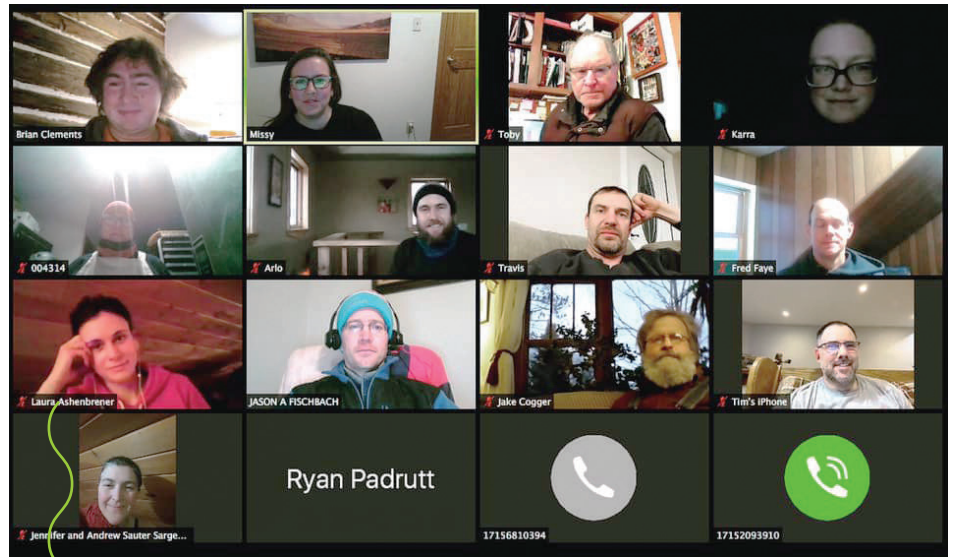 Brian Clements
Missy
Toby
Karra
004314
Arlo
Travis
Fred Faye
Laura Ashenbrener
JASON A FISCHBACH
Jake Cogger
Tim's iPhone
Jennifer and Andrew Sauter Sarge...
Ryan Padrutt
17156810394
17152093910